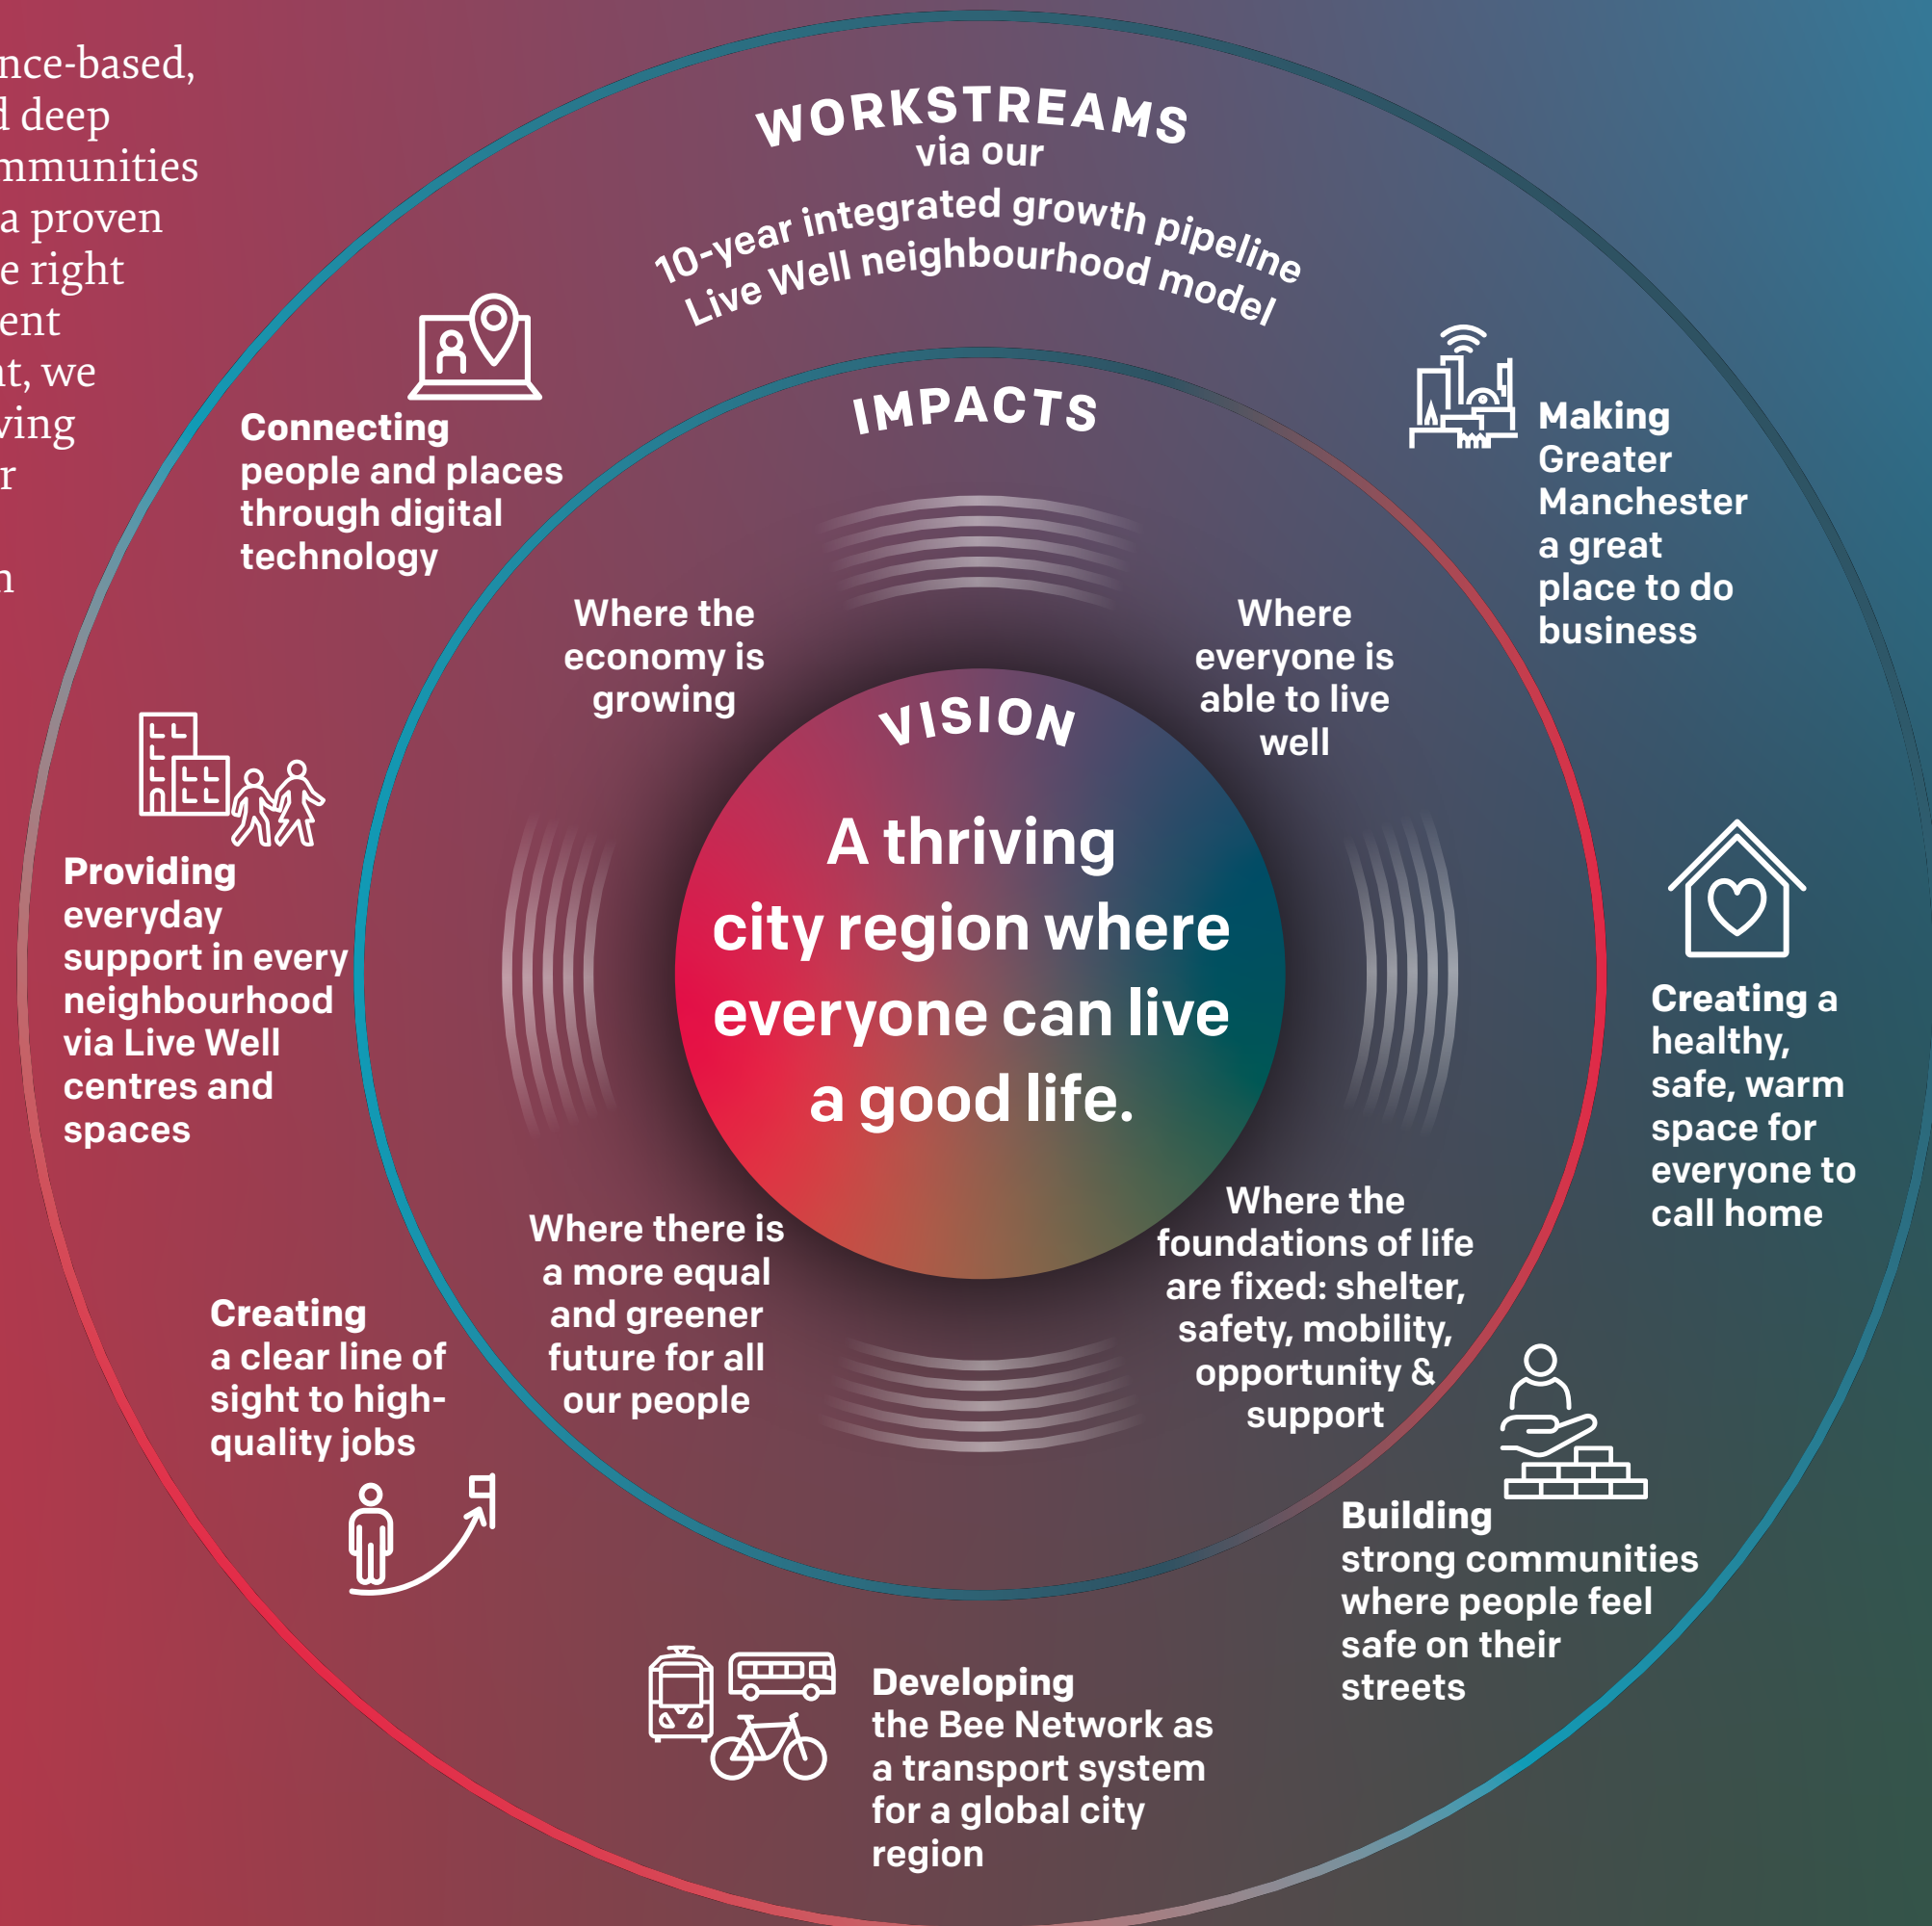 nce-based,
deep
mmunities
a proven
e right
ent
t, we
ving
r
n
WORKSTREAMS
via our
10-year integrated growth pipeline
Live Well neighbourhood model
Connecting
people and places
through digital
technology
Making
Greater
Manchester
a great
place to do
business
Providing
everyday
support in every
neighbourhood
via Live Well
centres and
spaces
Creating a
healthy,
safe, warm
space for
everyone to
call home
Creating
a clear line of
sight to high-
quality jobs
Building
strong communities
where people feel
safe on their
streets
Developing
the Bee Network as
a transport system
for a global city
region
IMPACTS
Where the
economy is
growing
Where
everyone is
able to live
well
Where there is
a more equal
and greener
future for all
our people
Where the
foundations of life
are fixed: shelter,
safety, mobility,
opportunity &
support
VISION
A thriving
city region where
everyone can live
a good life.